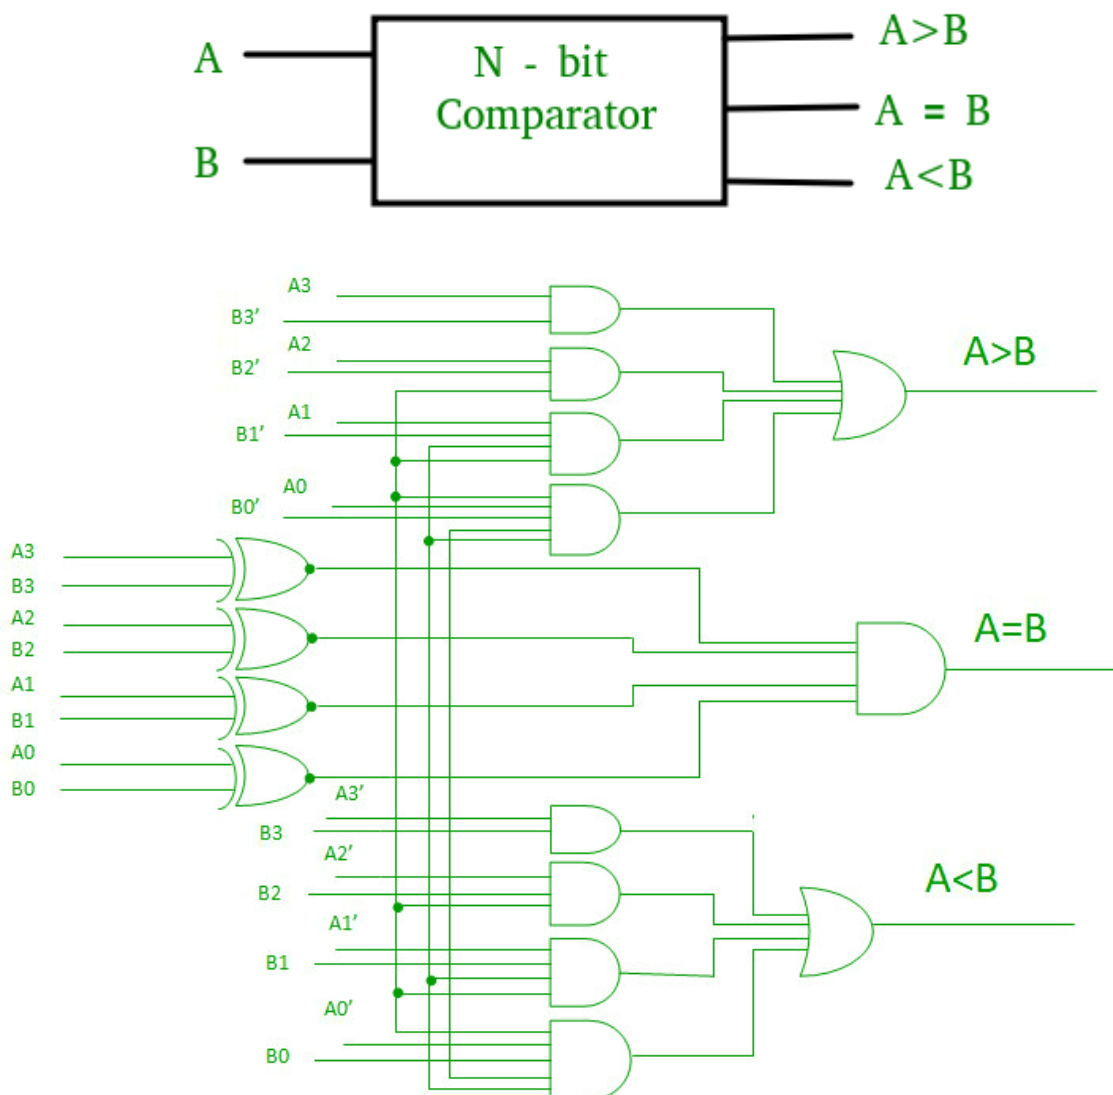 A
B
N - bit
Comparator
A>B
A = B
A<B
A3
B3’
A2
B2’
A1
B1’
A0
B0’
A>B
A3
B3
A2
B2
A1
B1
A0
B0
A=B
A3’
B3
A2’
B2
A1’
B1
A0’
B0
A<B